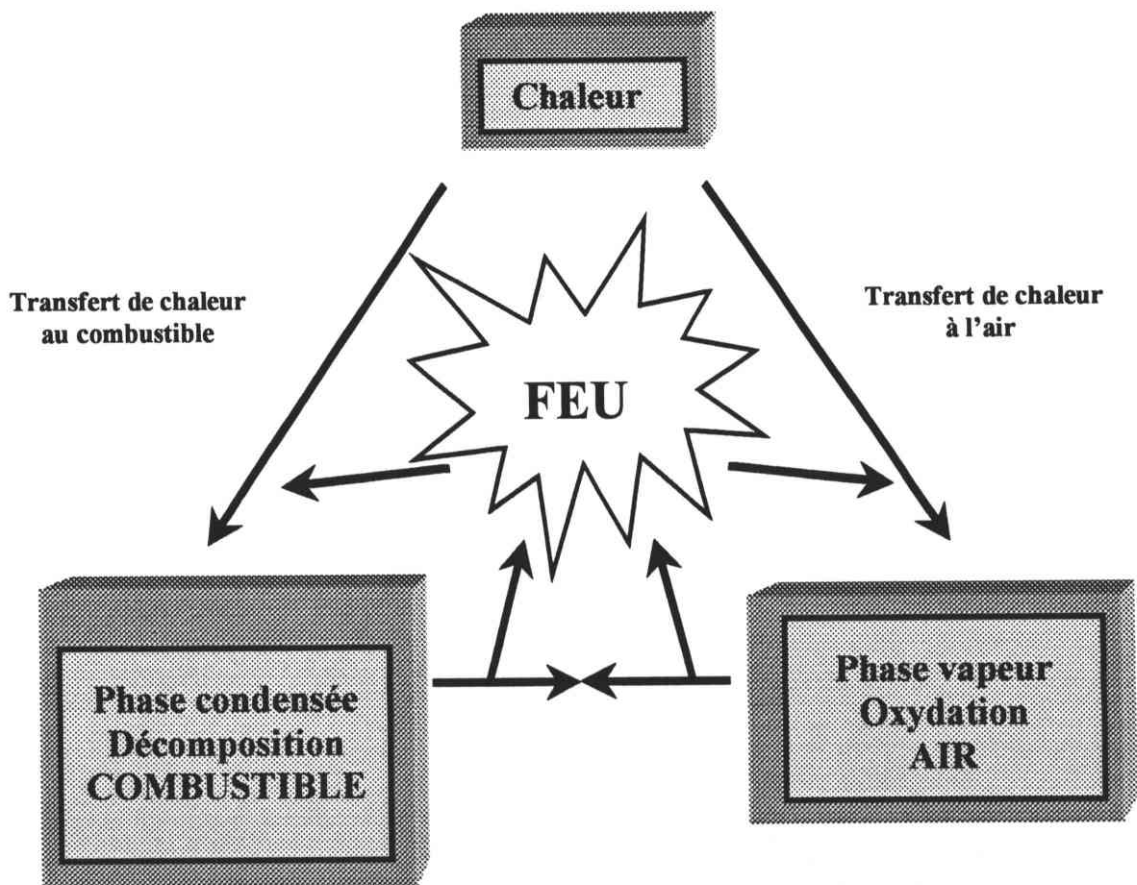 Chaleur
Transfert de chaleur
au combustible
Transfert de chaleur
à l'air
FEU
Phase condensée
Décomposition
COMBUSTIBLE
Phase vapeur
Oxydation
AIR